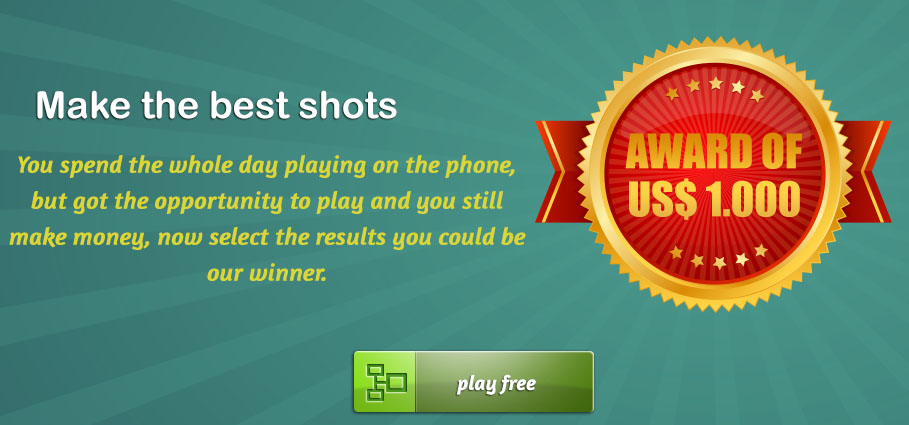 Make the best shots
You spend the whole day playing on the phone,
but got the opportunity to play and you still
make money, now select the results you could be
our winner.
AWARD OF
US$ 1.000
play free